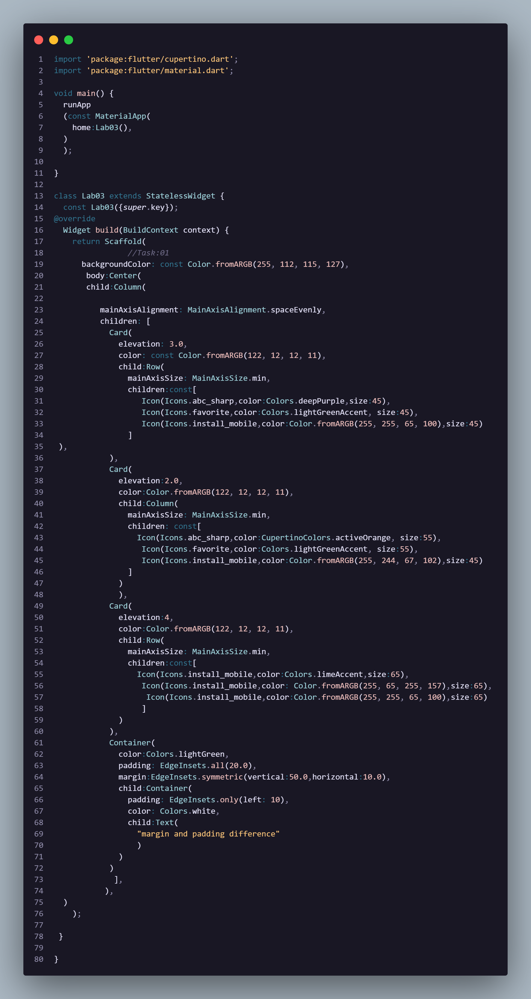 1 import 'package:flutter/cupertino.dart';
2 import 'package:flutter/material.dart';
3
4 void main() {
5   runApp
6   (const MaterialApp(
7     home:Lab03(),
8   )
9   );
10
11 }
12
13 class Lab03 extends StatelessWidget {
14   const Lab03({super.key});
15 @override
16   Widget build(BuildContext context) {
17     return Scaffold(
18                 //Task:01
19       backgroundColor: const Color.fromARGB(255, 112, 115, 127),
20        body:Center(
21        child:Column(
22
23           mainAxisAlignment: MainAxisAlignment.spaceEvenly,
24           children: [
25             Card(
26               elevation: 3.0,
27               color: const Color.fromARGB(122, 12, 12, 11),
28               child:Row(
29                 mainAxisSize: MainAxisSize.min,
30                 children:const[
31                    Icon(Icons.abc_sharp,color:Colors.deepPurple,size:45),
32                    Icon(Icons.favorite,color:Colors.lightGreenAccent, size:45),
33                    Icon(Icons.install_mobile,color:Color.fromARGB(255, 255, 65, 100),size:45)
34                 ]
35  ),
36             ),
37             Card(
38               elevation:2.0,
39               color:Color.fromARGB(122, 12, 12, 11),
40               child:Column(
41                 mainAxisSize: MainAxisSize.min,
42                 children: const[
43                   Icon(Icons.abc_sharp,color:CupertinoColors.activeOrange, size:55),
44                    Icon(Icons.favorite,color:Colors.lightGreenAccent, size:55),
45                    Icon(Icons.install_mobile,color:Color.fromARGB(255, 244, 67, 102),size:45)
46                 ]
47               )
48               ),
49             Card(
50               elevation:4,
51               color:Color.fromARGB(122, 12, 12, 11),
52               child:Row(
53                 mainAxisSize: MainAxisSize.min,
54                 children:const[
55                   Icon(Icons.install_mobile,color:Colors.limeAccent,size:65),
56                    Icon(Icons.install_mobile,color: Color.fromARGB(255, 65, 255, 157),size:65),
57                     Icon(Icons.install_mobile,color:Color.fromARGB(255, 255, 65, 100),size:65)
58                    ]
59               )
60             ),
61             Container(
62               color:Colors.lightGreen,
63               padding: EdgeInsets.all(20.0),
64               margin:EdgeInsets.symmetric(vertical:50.0,horizontal:10.0),
65               child:Container(
66                 padding: EdgeInsets.only(left: 10),
67                 color: Colors.white,
68                 child:Text(
69                   "margin and padding difference"
70                   )
71               )
72             )
73              ],
74            ),
75   )
76     );
77
78  }
79
80 }